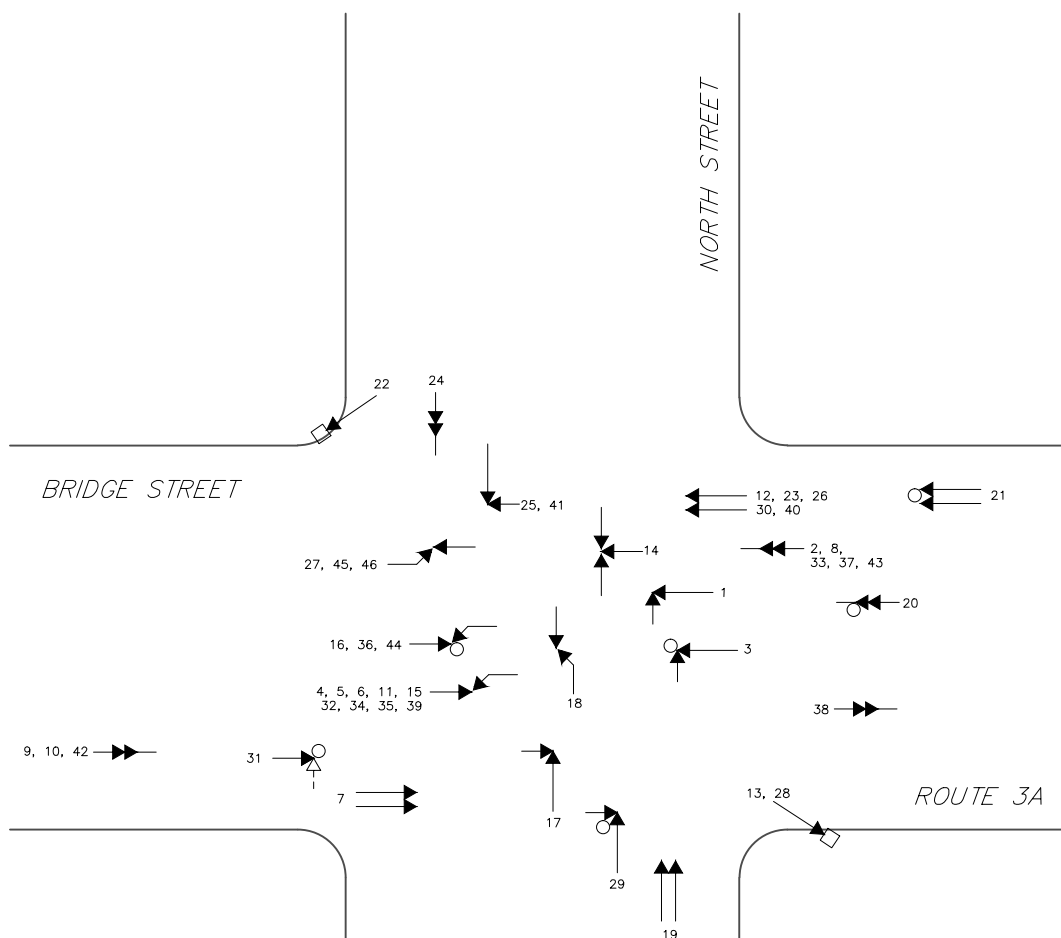 NORTH STREET
22
24
BRIDGE STREET
25, 41
12, 23, 26
30, 40
21
27, 45, 46
14
2, 8,
33, 37, 43
1
20
16, 36, 44
3
4, 5, 6, 11, 15
32, 34, 35, 39
18
38
9, 10, 42
31
7
17
13, 28
ROUTE 3A
29
19